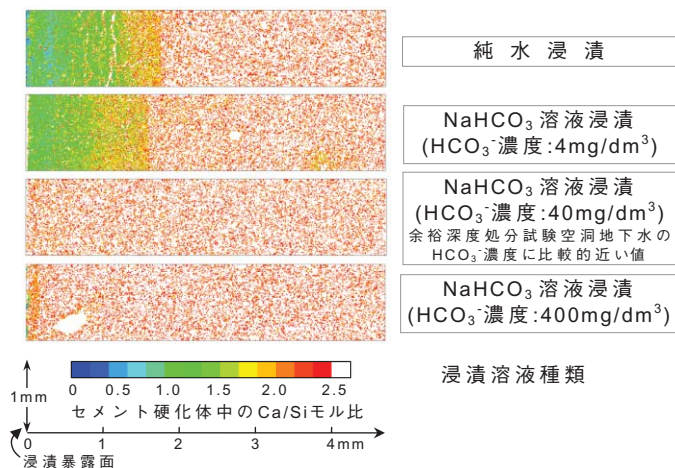 純水浸漬
NaHCO3溶液浸漬
(HCO3-濃度:4mg/dm3)
NaHCO3溶液浸漬
(HCO3-濃度:40mg/dm3)
余裕深度処分試験空洞地下水の
HCO3-濃度に比較的近い値
NaHCO3溶液浸漬
(HCO3-濃度:400mg/dm3)
浸漬溶液種類
0 0.5 1.0 1.5 2.0 2.5
セメント硬化体中のCa/Siモル比
1mm
0 1 2 3 4mm
浸漬暴露面